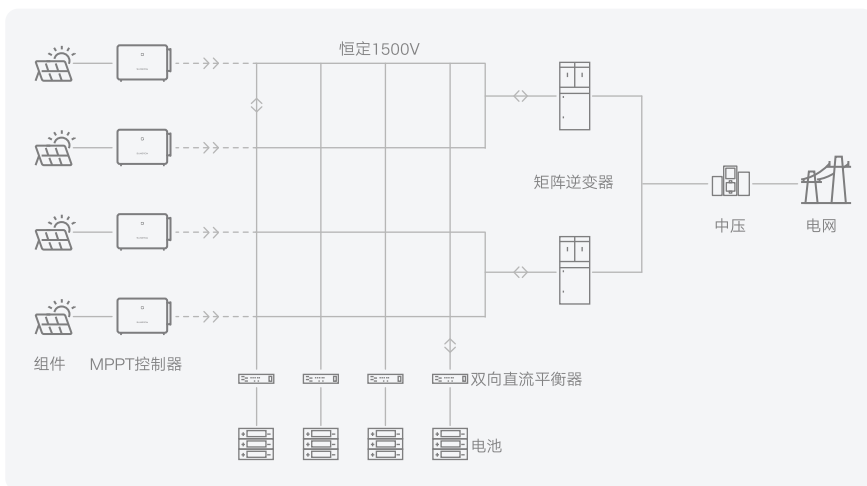 恒定1500V
矩阵逆变器
中压
电网
组件
MPPT控制器
双向直流平衡器
电池